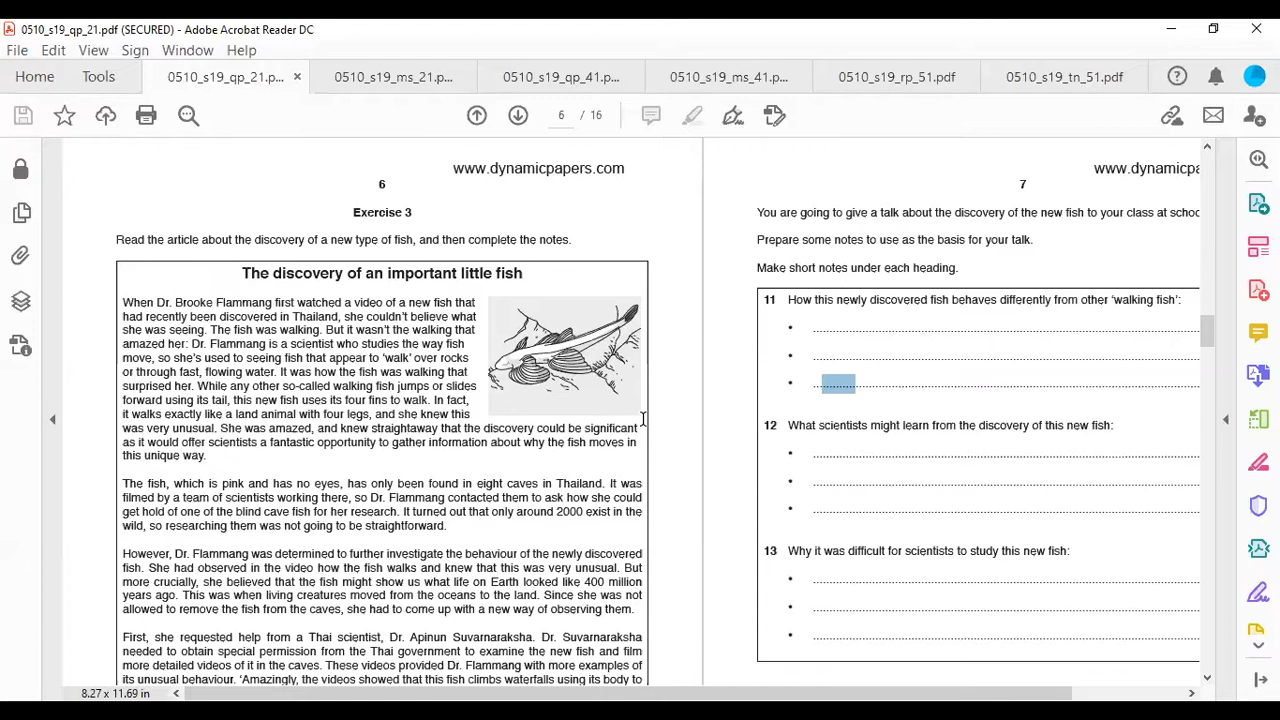 0510_s19_qp_21.pdf (SECURED) - Adobe Acrobat Reader DC
File Edit View Sign Window Help
Home Tools 0510_s19_qp_21.p... × 0510_s19_ms_21.p... 0510_s19_qp_41.p... 0510_s19_ms_41.p... 0510_s19_rp_51.pdf 0510_s19_tn_51.pdf
6 / 16
www.dynamicpapers.com
6
Exercise 3
Read the article about the discovery of a new type of fish, and then complete the notes.
The discovery of an important little fish
When Dr. Brooke Flammang first watched a video of a new fish that
had recently been discovered in Thailand, she couldn't believe what
she was seeing. The fish was walking. But it wasn't the walking that
amazed her: Dr. Flammang is a scientist who studies the way fish
move, so she's used to seeing fish that appear to 'walk' over rocks
or through fast, flowing water. It was how the fish was walking that
surprised her. While any other so-called walking fish jumps or slides
forward using its tail, this new fish uses its four fins to walk. In fact,
it walks exactly like a land animal with four legs, and she knew this
was very unusual. She was amazed, and knew straightaway that the discovery could be significant
as it would offer scientists a fantastic opportunity to gather information about why the fish moves in
this unique way.
The fish, which is pink and has no eyes, has only been found in eight caves in Thailand. It was
filmed by a team of scientists working there, so Dr. Flammang contacted them to ask how she could
get hold of one of the blind cave fish for her research. It turned out that only around 2000 exist in the
wild, so researching them was not going to be straightforward.
However, Dr. Flammang was determined to further investigate the behaviour of the newly discovered
fish. She had observed in the video how the fish walks and knew that this was very unusual. But
more crucially, she believed that the fish might show us what life on Earth looked like 400 million
years ago. This was when living creatures moved from the oceans to the land. Since she was not
allowed to remove the fish from the caves, she had to come up with a new way of observing them.
First, she requested help from a Thai scientist, Dr. Apinun Suvarnaraksha. Dr. Suvarnaraksha
needed to obtain special permission from the Thai government to examine the new fish and film
more detailed videos of it in the caves. These videos provided Dr. Flammang with more examples of
its unusual behaviour. 'Amazingly, the videos showed that this fish climbs waterfalls using its body to
www.dynamicpa
7
You are going to give a talk about the discovery of the new fish to your class at schoo
Prepare some notes to use as the basis for your talk.
Make short notes under each heading.
11 How this newly discovered fish behaves differently from other 'walking fish':
•
•
•
12 What scientists might learn from the discovery of this new fish:
•
•
•
13 Why it was difficult for scientists to study this new fish:
•
•
•
8.27 x 11.69 in